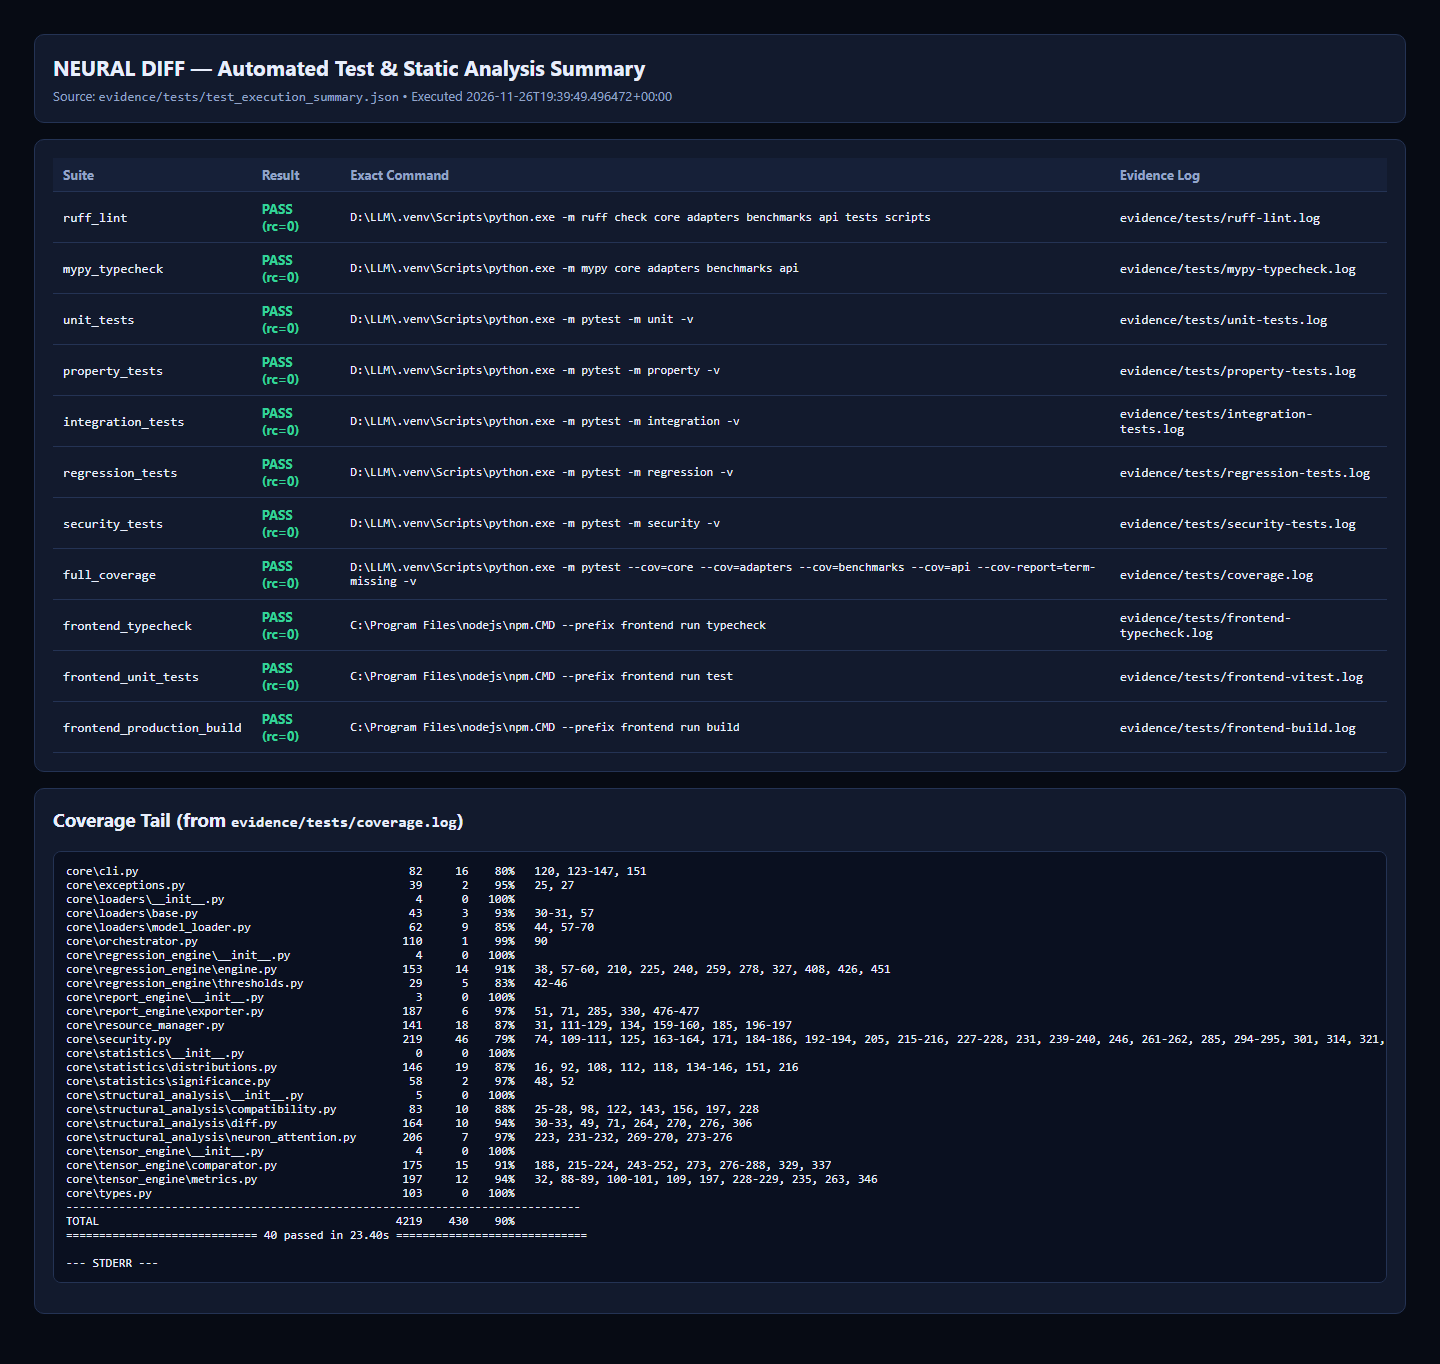 NEURAL DIFF — Automated Test & Static Analysis Summary
Source: evidence/tests/test_execution_summary.json • Executed 2026-11-26T19:39:49.496472+00:00
Suite Result Exact Command Evidence Log
ruff_lint PASS (rc=0) D:\LLM\.venv\Scripts\python.exe -m ruff check core adapters benchmarks api tests scripts evidence/tests/ruff-lint.log
mypy_typecheck PASS (rc=0) D:\LLM\.venv\Scripts\python.exe -m mypy core adapters benchmarks api evidence/tests/mypy-typecheck.log
unit_tests PASS (rc=0) D:\LLM\.venv\Scripts\python.exe -m pytest -m unit -v evidence/tests/unit-tests.log
property_tests PASS (rc=0) D:\LLM\.venv\Scripts\python.exe -m pytest -m property -v evidence/tests/property-tests.log
integration_tests PASS (rc=0) D:\LLM\.venv\Scripts\python.exe -m pytest -m integration -v evidence/tests/integration-tests.log
regression_tests PASS (rc=0) D:\LLM\.venv\Scripts\python.exe -m pytest -m regression -v evidence/tests/regression-tests.log
security_tests PASS (rc=0) D:\LLM\.venv\Scripts\python.exe -m pytest -m security -v evidence/tests/security-tests.log
full_coverage PASS (rc=0) D:\LLM\.venv\Scripts\python.exe -m pytest --cov=core --cov=adapters --cov=benchmarks --cov=api --cov-report=term-missing -v evidence/tests/coverage.log
frontend_typecheck PASS (rc=0) C:\Program Files\nodejs\npm.CMD --prefix frontend run typecheck evidence/tests/frontend-typecheck.log
frontend_unit_tests PASS (rc=0) C:\Program Files\nodejs\npm.CMD --prefix frontend run test evidence/tests/frontend-vitest.log
frontend_production_build PASS (rc=0) C:\Program Files\nodejs\npm.CMD --prefix frontend run build evidence/tests/frontend-build.log
Coverage Tail (from evidence/tests/coverage.log)
core\cli.py 82 16 80% 120, 123-147, 151
core\exceptions.py 39 2 95% 25, 27
core\loaders\__init__.py 4 0 100%
core\loaders\base.py 43 3 93% 30-31, 57
core\loaders\model_loader.py 62 9 85% 44, 57-70
core\orchestrator.py 110 1 99% 90
core\regression_engine\__init__.py 4 0 100%
core\regression_engine\engine.py 153 14 91% 38, 57-60, 210, 225, 240, 259, 278, 327, 408, 426, 451
core\regression_engine\thresholds.py 29 5 83% 42-46
core\report_engine\__init__.py 3 0 100%
core\report_engine\exporter.py 187 6 97% 51, 71, 285, 330, 476-477
core\resource_manager.py 141 18 87% 31, 111-129, 134, 159-160, 185, 196-197
core\security.py 219 46 79% 74, 109-111, 125, 163-164, 171, 184-186, 192-194, 205, 215-216, 227-228, 231, 239-240, 246, 261-262, 285, 294-295, 301, 314, 321,
core\statistics\__init__.py 0 0 100%
core\statistics\distributions.py 146 19 87% 16, 92, 108, 112, 118, 134-146, 151, 216
core\statistics\significance.py 58 2 97% 48, 52
core\structural_analysis\__init__.py 5 0 100%
core\structural_analysis\compatibility.py 83 10 88% 25-28, 98, 122, 143, 156, 197, 228
core\structural_analysis\diff.py 164 10 94% 30-33, 49, 71, 264, 270, 276, 306
core\structural_analysis\neuron_attention.py 206 7 97% 223, 231-232, 269-270, 273-276
core\tensor_engine\__init__.py 4 0 100%
core\tensor_engine\comparator.py 175 15 91% 188, 215-224, 243-252, 273, 276-288, 329, 337
core\tensor_engine\metrics.py 197 12 94% 32, 88-89, 100-101, 109, 197, 228-229, 235, 263, 346
core\types.py 103 0 100%
------------------------------------------------------------------------------
TOTAL 4219 430 90%
============================= 40 passed in 23.40s =============================
--- STDERR ---